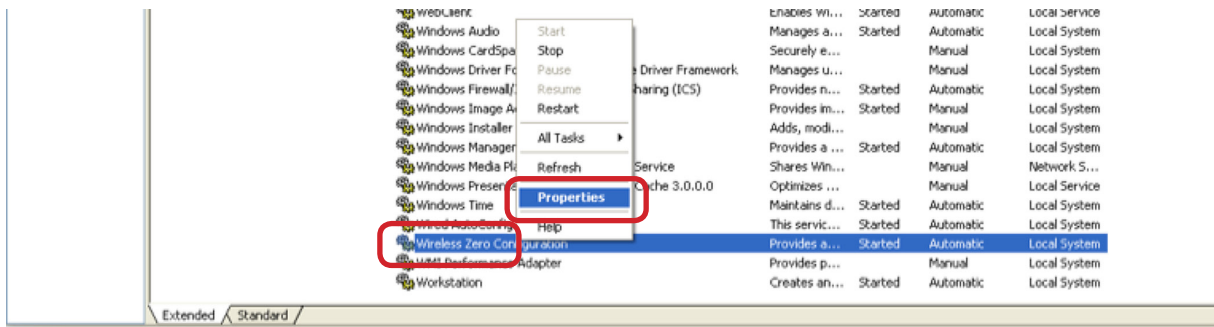 WebClient Enables Wi... Started Automatic Local Service
Windows Audio Start Manages a... Started Automatic Local System
Windows CardSpa Stop Securely e... Manual Local System
Windows Driver Fo Pause e Driver Framework Manages u... Manual Local System
Windows Firewall/ Resume haring (ICS) Provides n... Started Automatic Local System
Windows Image A Restart Provides im... Started Manual Local System
Windows Installer Adds, modi... Manual Local System
Windows Manager All Tasks Provides a ... Started Automatic Local System
Windows Media Pla Refresh Service Shares Win... Manual Network S...
Windows Presenta Properties Cache 3.0.0.0 Optimizes ... Manual Local Service
Windows Time Maintains d... Started Automatic Local System
Wired AutoConfig Help This servic... Started Automatic Local System
Wireless Zero Configuration Provides a... Started Automatic Local System
WMI Performance Adapter Provides p... Manual Local System
Workstation Creates an... Started Automatic Local System
Extended Standard